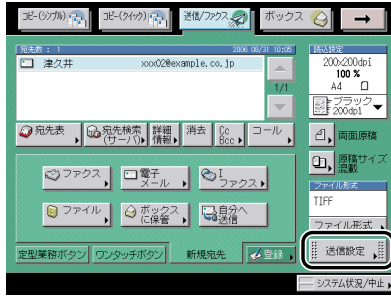 コピー(シンプル)
コピー(クイック)
送信/ファクス
ボックス
宛先数 : 1
2006 08/31 10:05
読込設定
津久井
xxx02@example.co.jp
200×200dpi
100 %
A4
1/1
ブラック
200dpi
宛先表
宛先検索
(サーバ)
詳細
情報
消去
Cc
Bcc
コール
両面原稿
原稿サイズ
混載
ファクス
電子
メール
I
ファクス
ファイル形式
TIFF
ファイル
ボックス
に保管
自分へ
送信
ファイル形式
定型業務ボタン
ワンタッチボタン
新規宛先
登録
送信設定
システム状況/中止